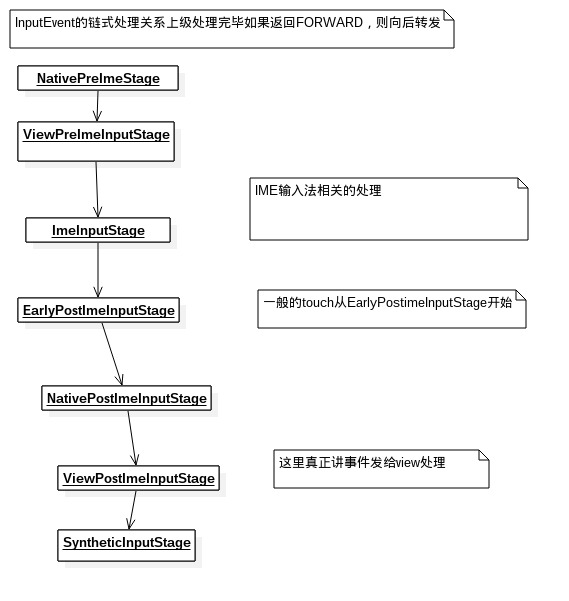 InputEvent的链式处理关系上级处理完毕如果返回FORWARD，则向后转发
NativePreImeStage
ViewPreImeInputStage
IME输入法相关的处理
ImeInputStage
一般的touch从EarlyPostimeInputStage开始
EarlyPostImeInputStage
NativePostImeInputStage
这里真正讲事件发给view处理
ViewPostImeInputStage
SyntheticInputStage